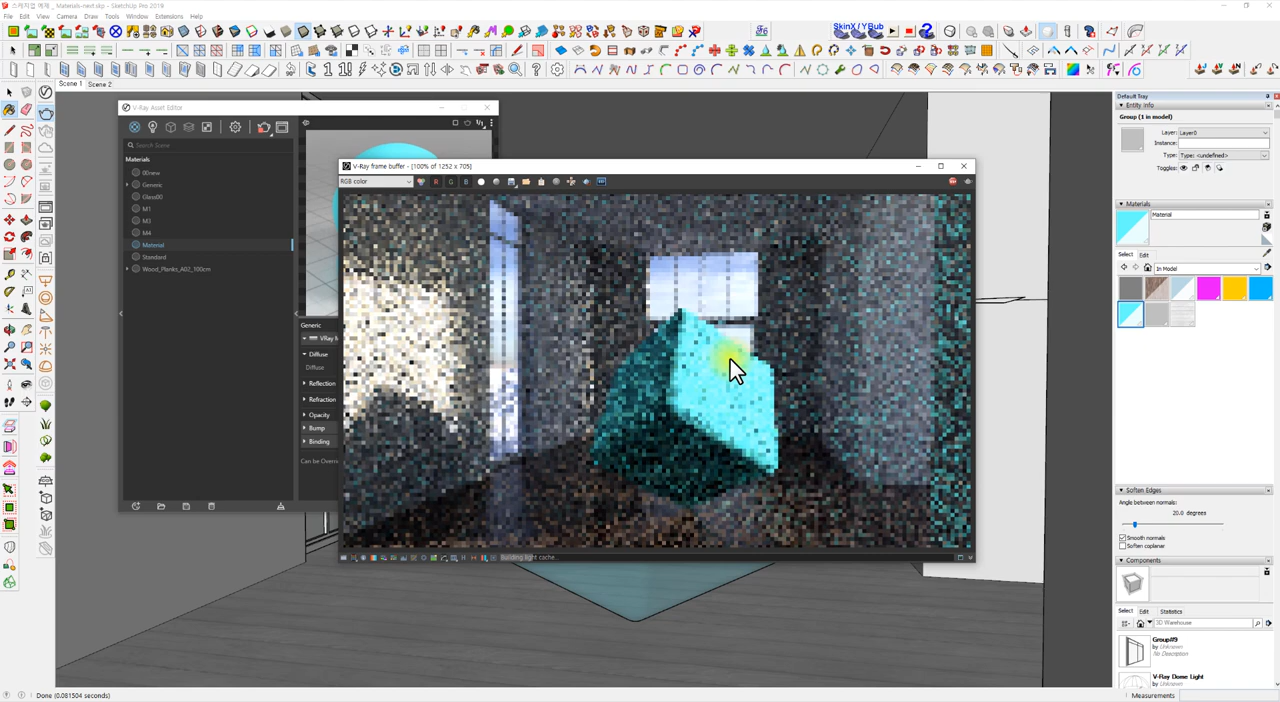 스케치업 예제 _ Materials-next.skp - SketchUp Pro 2019
File Edit View Camera Draw Tools Window Extensions Help
SkinX/YBub
Scene 1 Scene 2
V-Ray Asset Editor
Search Scene
Materials
00new
Generic
Glass00
M1
M3
M4
Material
Standard
Wood_Planks_A02_100cm
Generic
Diffuse
Diffuse
Reflection
Refraction
Opacity
Bump
Binding
V-Ray frame buffer - [100% of 1252 x 705]
RGB color
R G B
Building light cache...
Default Tray
Entity Info
Group (1 in model)
Layer: Layer0
Instance:
Type: Type: <undefined>
Toggles:
Materials
Material
Select Edit
In Model
Soften Edges
Angle between normals:
20.0 degrees
Smooth normals
Soften coplanar
Components
Select Edit Statistics
3D Warehouse
Group#9
by Unknown
No Description
V-Ray Dome Light
by Unknown
Done (0.081504 seconds)
Measurements